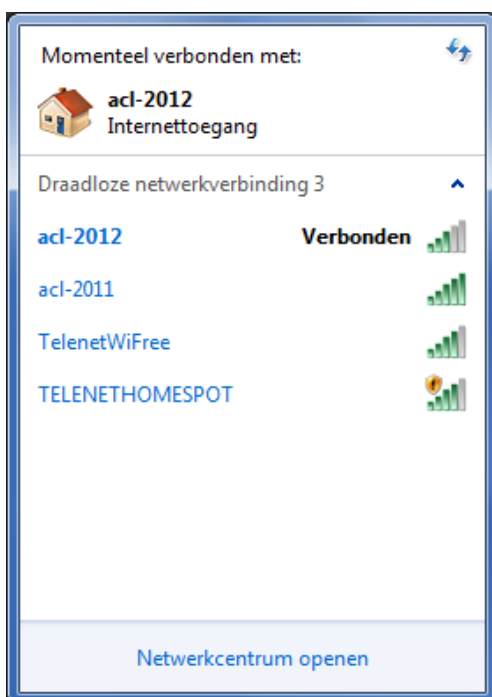 Momenteel verbonden met:
acl-2012
Internettoegang
Draadloze netwerkverbinding 3
acl-2012 Verbonden
acl-2011
TelenetWiFree
TELENETHOMESPOT
Netwerkcentrum openen